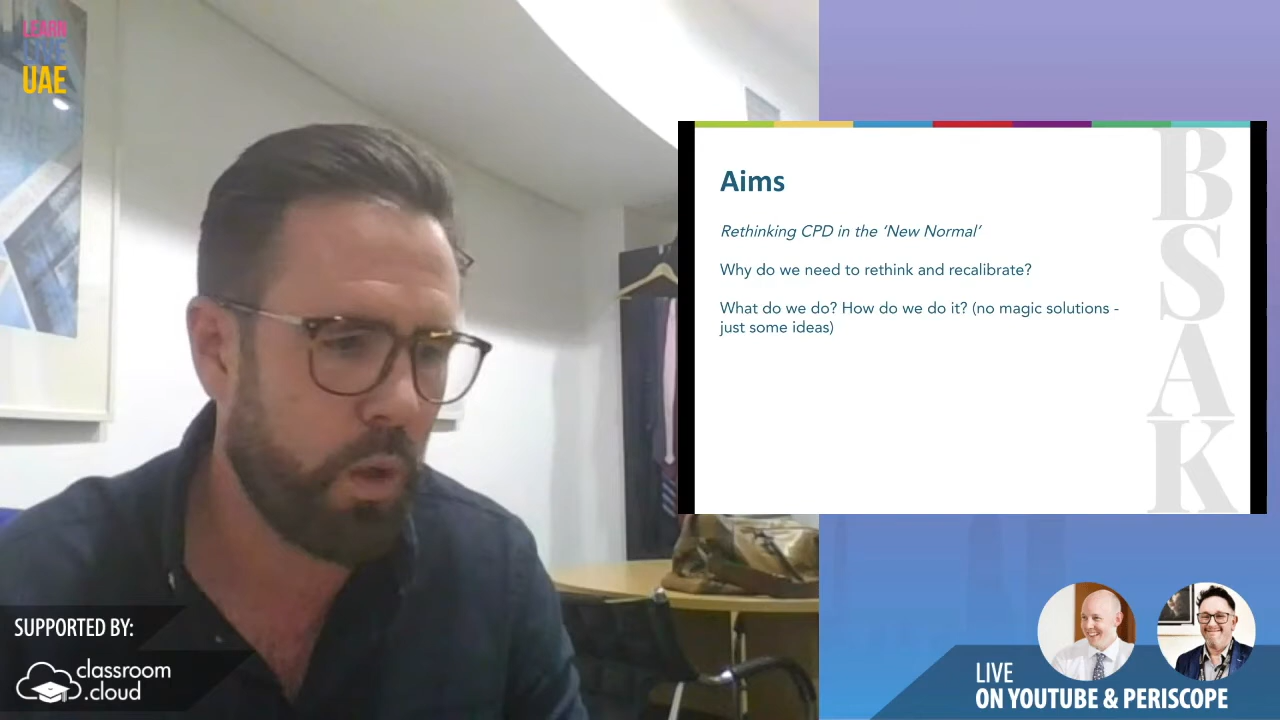 LEARN
LIVE
UAE
Aims
Rethinking CPD in the ‘New Normal’
Why do we need to rethink and recalibrate?
What do we do? How do we do it? (no magic solutions -
just some ideas)
BSAK
SUPPORTED BY:
classroom
.cloud
LIVE
ON YOUTUBE & PERISCOPE